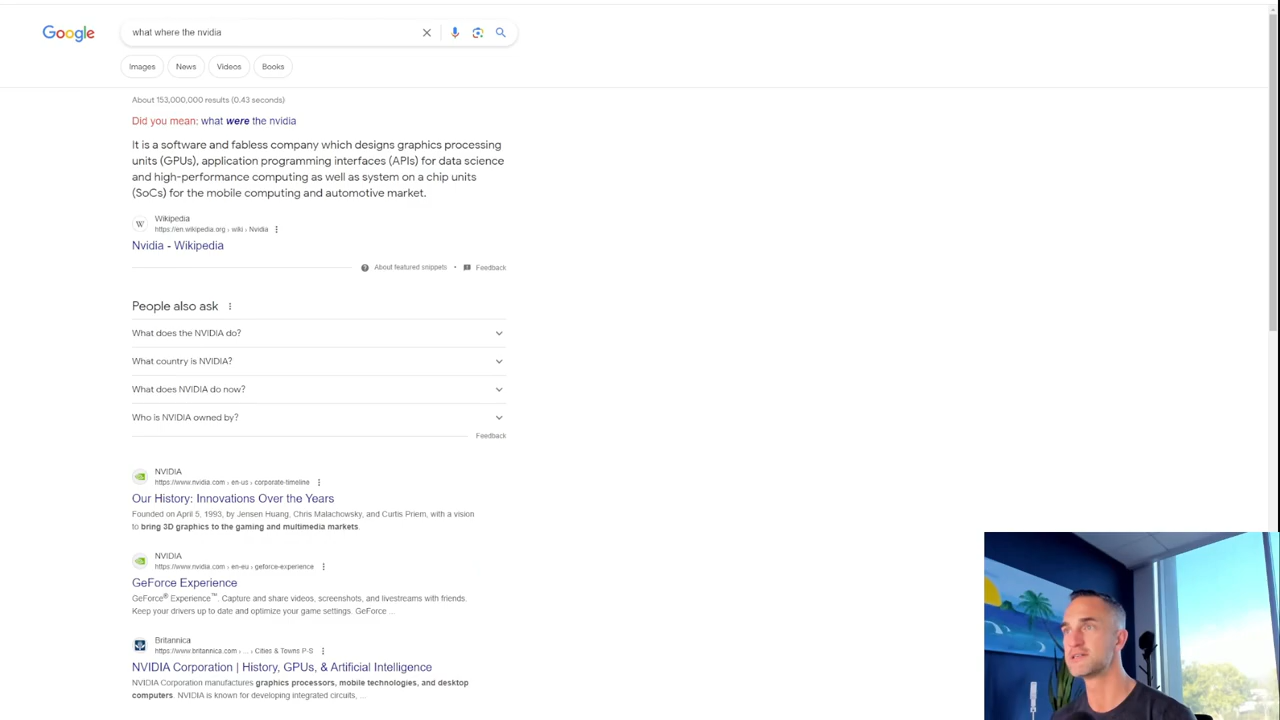 Google
what where the nvidia
Images
News
Videos
Books
About 153,000,000 results (0.43 seconds)
Did you mean: what were the nvidia
It is a software and fabless company which designs graphics processing
units (GPUs), application programming interfaces (APIs) for data science
and high-performance computing as well as system on a chip units
(SoCs) for the mobile computing and automotive market.
W
Wikipedia
https://en.wikipedia.org › wiki › Nvidia
Nvidia - Wikipedia
About featured snippets • Feedback
People also ask
What does the NVIDIA do?
What country is NVIDIA?
What does NVIDIA do now?
Who is NVIDIA owned by?
Feedback
NVIDIA
https://www.nvidia.com › en-us › corporate-timeline
Our History: Innovations Over the Years
Founded on April 5, 1993, by Jensen Huang, Chris Malachowsky, and Curtis Priem, with a vision
to bring 3D graphics to the gaming and multimedia markets.
NVIDIA
https://www.nvidia.com › en-eu › geforce-experience
GeForce Experience
GeForce® Experience™. Capture and share videos, screenshots, and livestreams with friends.
Keep your drivers up to date and optimize your game settings. GeForce ...
Britannica
https://www.britannica.com › ... › Cities & Towns P-S
NVIDIA Corporation | History, GPUs, & Artificial Intelligence
NVIDIA Corporation manufactures graphics processors, mobile technologies, and desktop
computers. NVIDIA is known for developing integrated circuits, ...